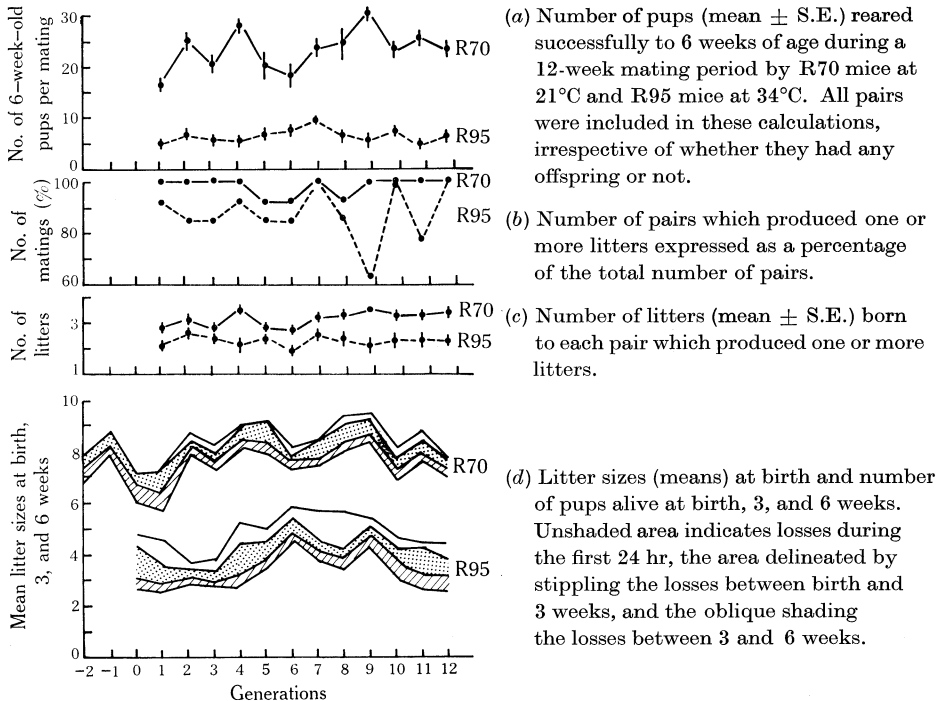 No. of 6–week–old
pups per mating
30
20
10
0
R70
R95
(a) Number of pups (mean ± S.E.) reared
successfully to 6 weeks of age during a
12-week mating period by R70 mice at
21°C and R95 mice at 34°C. All pairs
were included in these calculations,
irrespective of whether they had any
offspring or not.
No. of
matings (%)
100
80
60
R70
R95
(b) Number of pairs which produced one or
more litters expressed as a percentage
of the total number of pairs.
No. of
litters
3
1
R70
R95
(c) Number of litters (mean ± S.E.) born
to each pair which produced one or more
litters.
Mean litter sizes at birth,
3, and 6 weeks
10
8
6
4
2
0
R70
R95
(d) Litter sizes (means) at birth and number
of pups alive at birth, 3, and 6 weeks.
Unshaded area indicates losses during
the first 24 hr, the area delineated by
stippling the losses between birth and
3 weeks, and the oblique shading
the losses between 3 and 6 weeks.
−2 −1 0 1 2 3 4 5 6 7 8 9 10 11 12
Generations